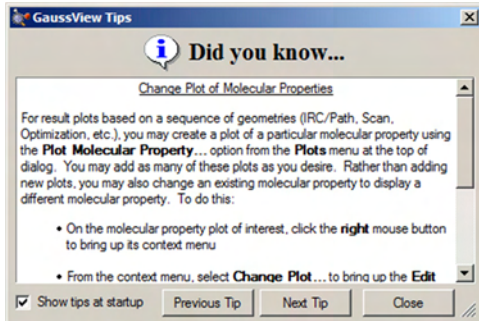 GaussView Tips
Did you know...
Change Plot of Molecular Properties
For result plots based on a sequence of geometries (IRC/Path, Scan,
Optimization, etc.), you may create a plot of a particular molecular property using
the Plot Molecular Property... option from the Plots menu at the top of
dialog. You may add as many of these plots as you desire. Rather than adding
new plots, you may also change an existing molecular property to display a
different molecular property. To do this:
• On the molecular property plot of interest, click the right mouse button
to bring up its context menu
• From the context menu, select Change Plot... to bring up the Edit
Show tips at startup Previous Tip Next Tip Close